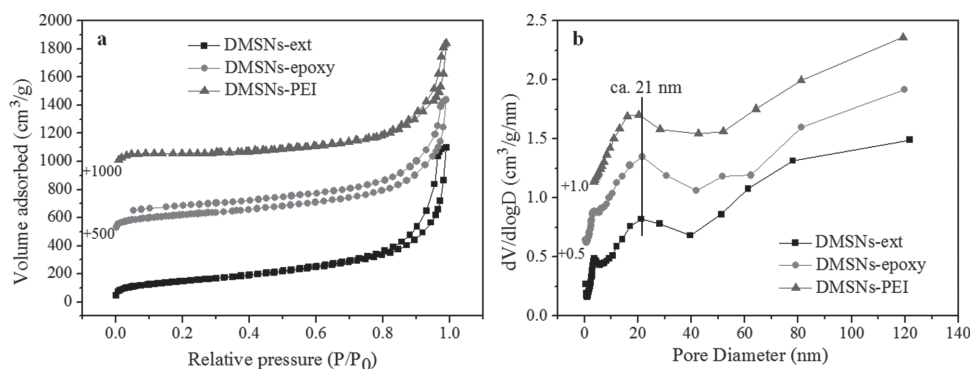 a
DMSNs-ext
DMSNs-epoxy
DMSNs-PEI
Volume adsorbed (cm³/g)
2000
1800
1600
1400
1200
1000
800
600
400
200
0
+1000
+500
0.0 0.2 0.4 0.6 0.8 1.0
Relative pressure (P/P₀)
b
ca. 21 nm
dV/dlogD (cm³/g/nm)
2.5
2.0
1.5
1.0
0.5
0.0
+1.0
+0.5
DMSNs-ext
DMSNs-epoxy
DMSNs-PEI
0 20 40 60 80 100 120 140
Pore Diameter (nm)